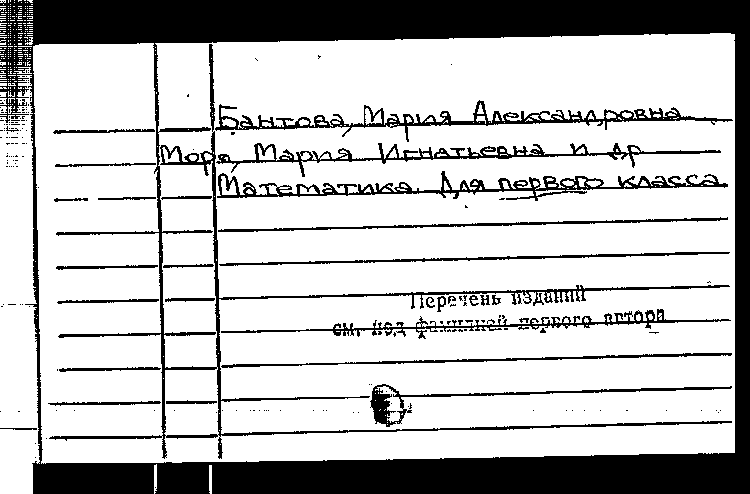 Бантова, Мария Александровна
Моро, Мария Игнатьевна и др
Математика. Для первого класса.
Перечень изданий
см. под фамилией первого автора